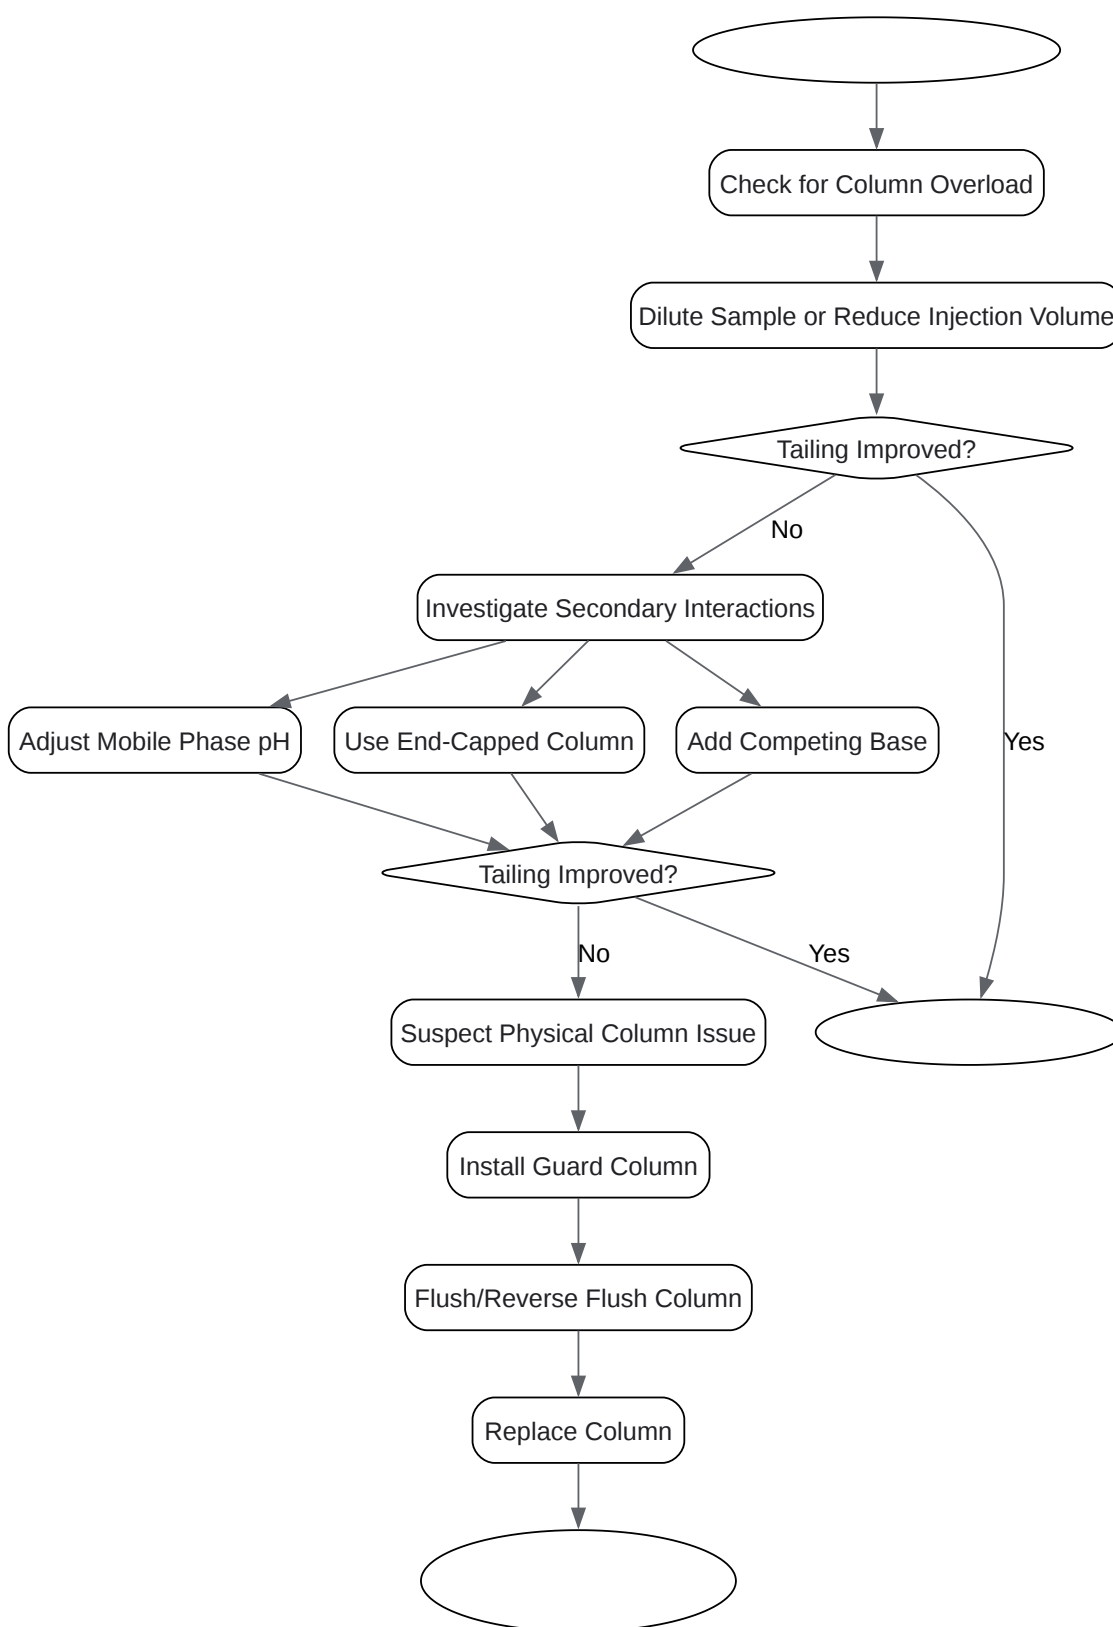 Check for Column Overload
Dilute Sample or Reduce Injection Volume
Tailing Improved?
No
Investigate Secondary Interactions
Adjust Mobile Phase pH
Use End-Capped Column
Add Competing Base
Yes
Tailing Improved?
No
Yes
Suspect Physical Column Issue
Install Guard Column
Flush/Reverse Flush Column
Replace Column